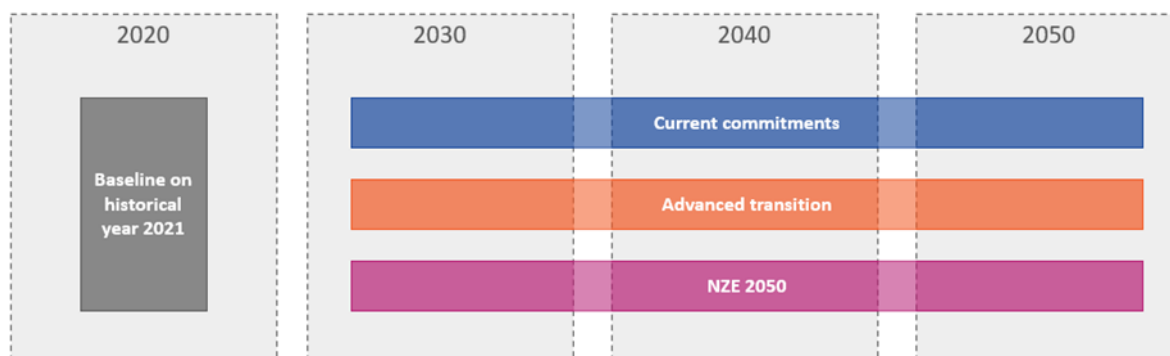 2020
2030
2040
2050
Baseline on
historical
year 2021
Current commitments
Advanced transition
NZE 2050